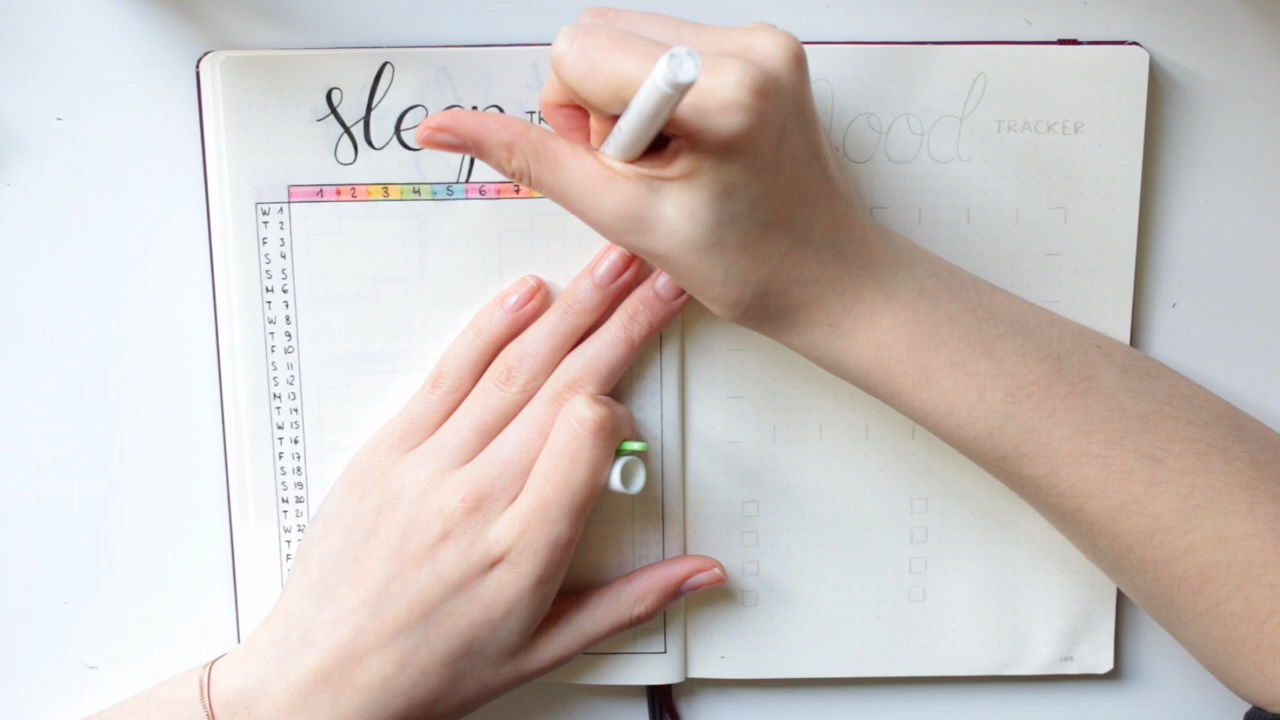 sleep
1 2 3 4 5 6 7
W 1
T 2
F 3
S 4
S 5
M 6
T 7
W 8
T 9
F 10
S 11
S 12
M 13
T 14
W 15
T 16
F 17
S 18
S 19
M 20
T 21
W 22
T
F
mood TRACKER